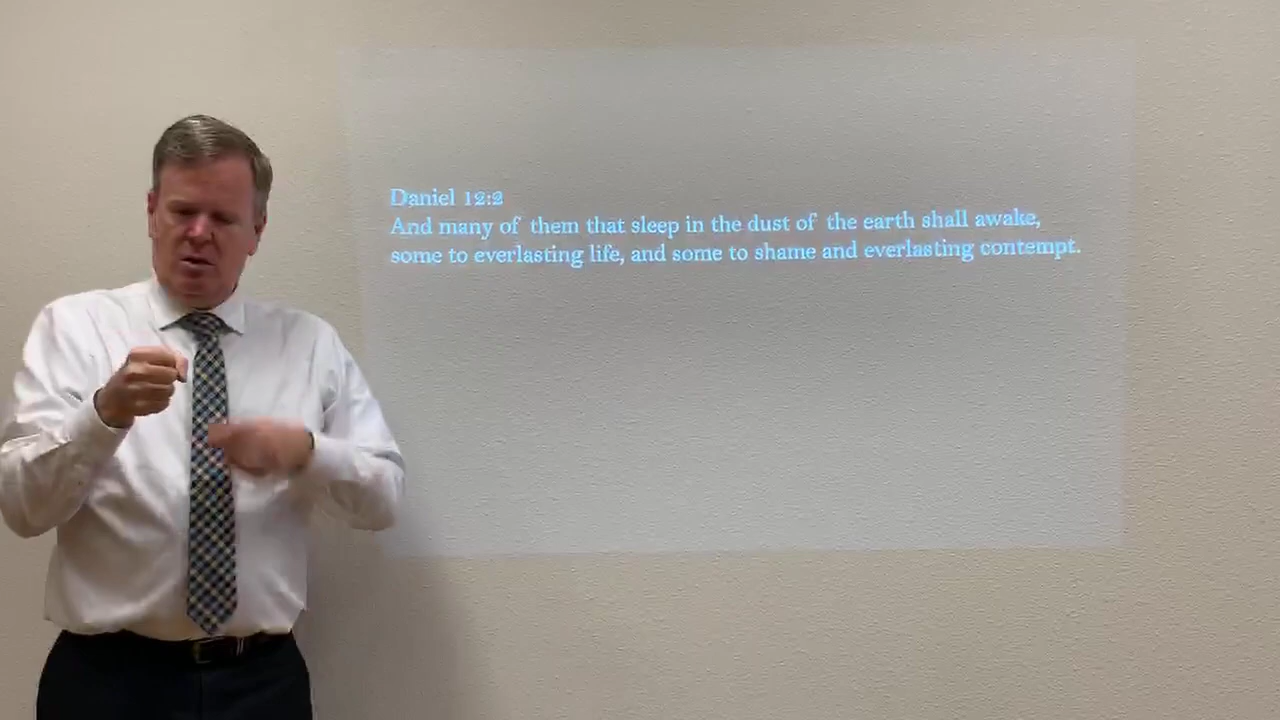 Daniel 12:2
And many of them that sleep in the dust of the earth shall awake,
some to everlasting life, and some to shame and everlasting contempt.